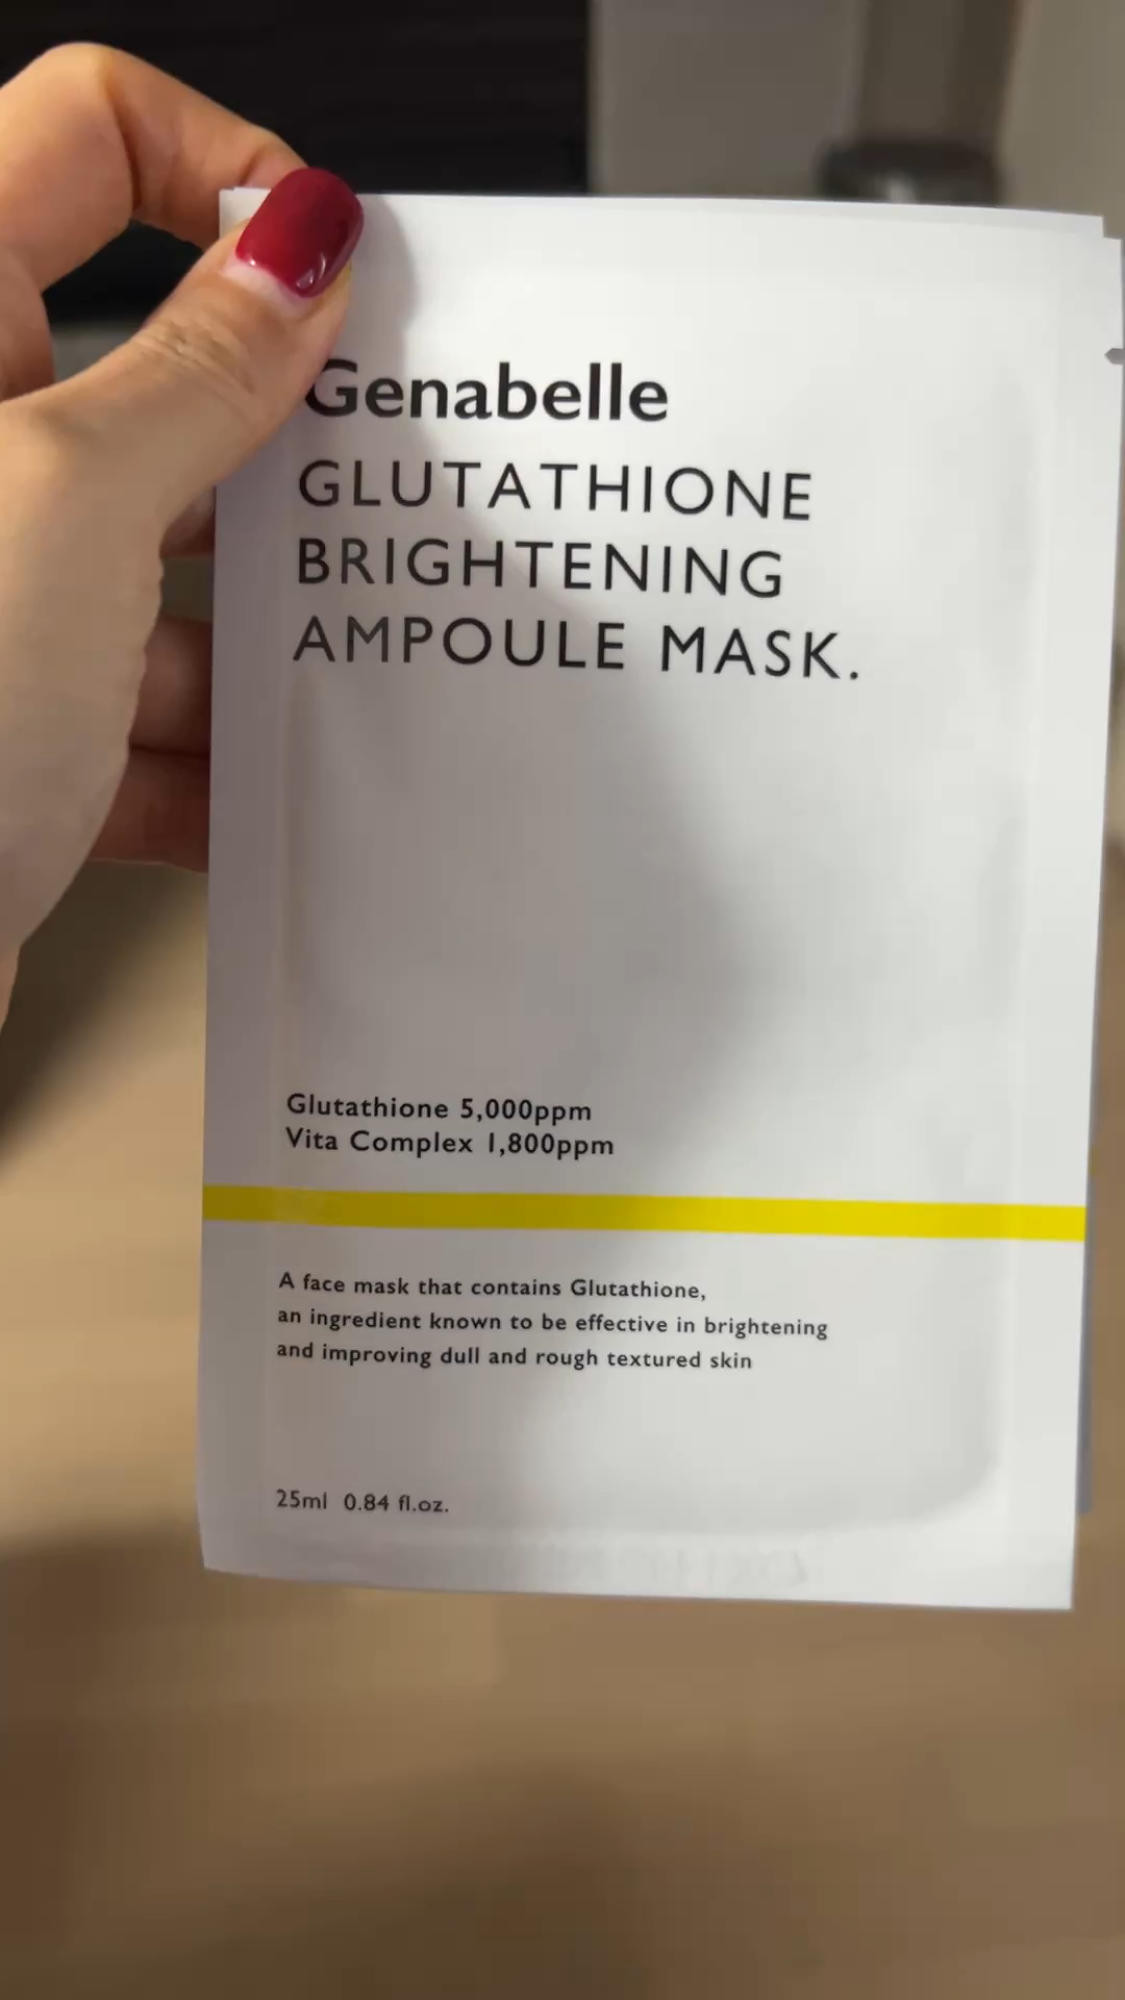 Genabelle
GLUTATHIONE
BRIGHTENING
AMPOULE MASK.
Glutathione 5,000ppm
Vita Complex 1,800ppm
A face mask that contains Glutathione,
an ingredient known to be effective in brightening
and improving dull and rough textured skin
25ml 0.84 fl.oz.